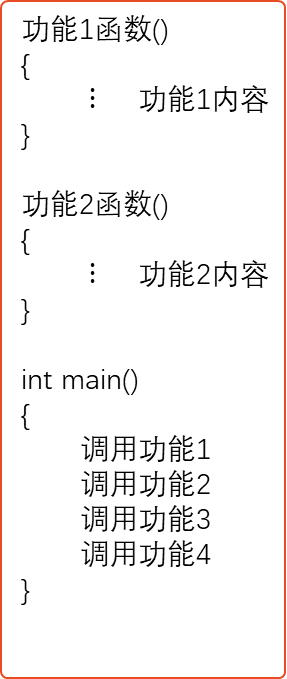 功能1函数()
{
⋮ 功能1内容
}
功能2函数()
{
⋮ 功能2内容
}
int main()
{
调用功能1
调用功能2
调用功能3
调用功能4
}